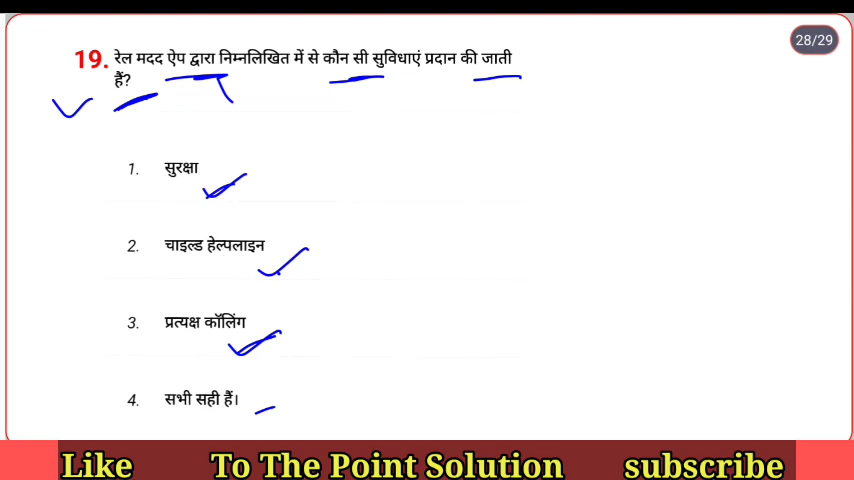 28/29
19. रेल मदद ऐप द्वारा निम्नलिखित में से कौन सी सुविधाएं प्रदान की जाती
हैं?
1. सुरक्षा
2. चाइल्ड हेल्पलाइन
3. प्रत्यक्ष कॉलिंग
4. सभी सही हैं।
Like To The Point Solution subscribe